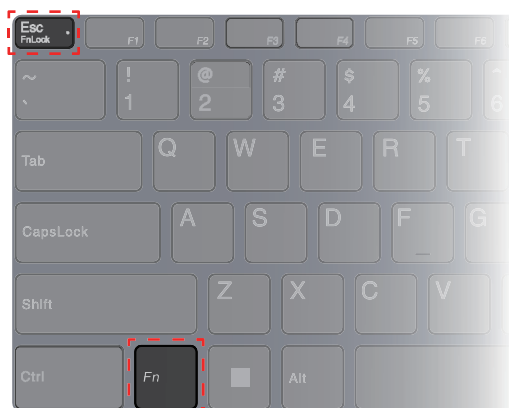 Esc
FnLock
F1
F2
F3
F4
F5
F6
~
`
!
1
@
2
#
3
$
4
%
5
^
6
Tab
Q
W
E
R
T
CapsLock
A
S
D
F
G
Shift
Z
X
C
V
Ctrl
Fn
Alt